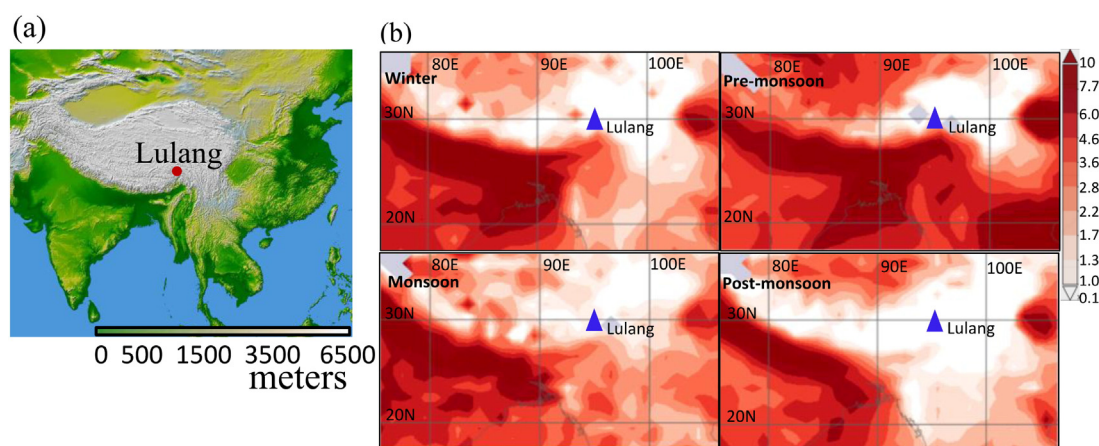 (a)
Lulang
0 500 1500 3500 6500
meters
(b)
80E 90E 100E
Winter
30N
Lulang
20N
80E 90E 100E
Pre-monsoon
30N
Lulang
20N
80E 90E 100E
Monsoon
30N
Lulang
20N
80E 90E 100E
Post-monsoon
30N
Lulang
20N
10
7.7
6.0
4.6
3.6
2.8
2.2
1.7
1.3
1.0
0.1